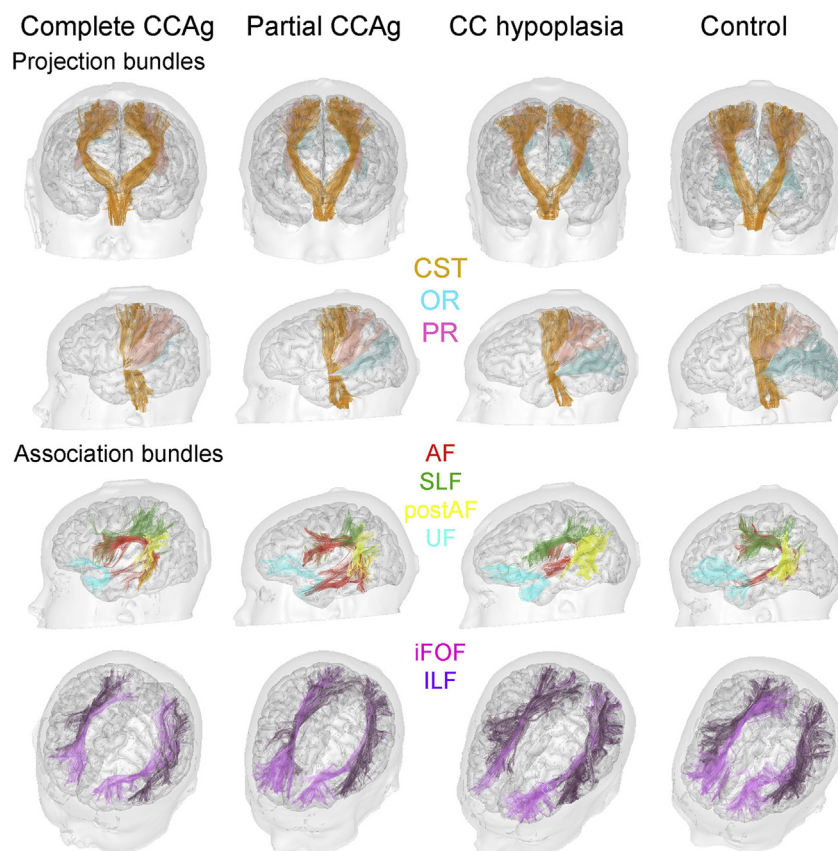 Complete CCAg Partial CCAg CC hypoplasia Control
Projection bundles
CST
OR
PR
Association bundles
AF
SLF
postAF
UF
iFOF
ILF